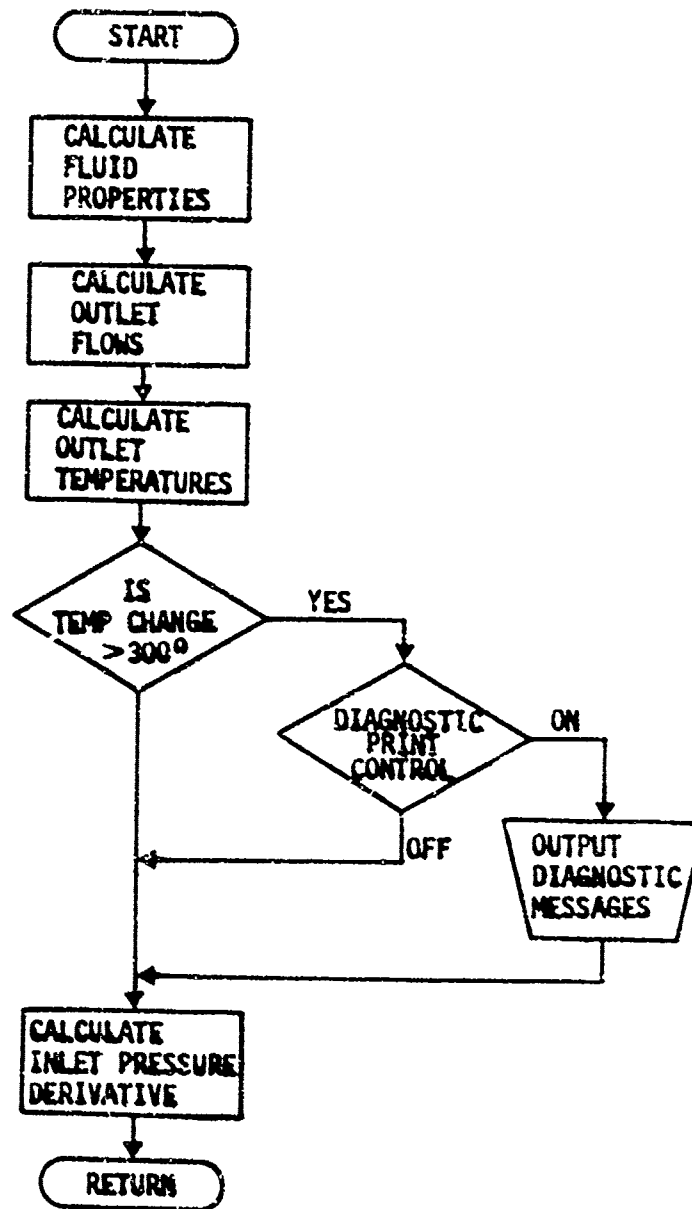 START
CALCULATE
FLUID
PROPERTIES
CALCULATE
OUTLET
FLOWS
CALCULATE
OUTLET
TEMPERATURES
IS
TEMP CHANGE
>300°
YES
DIAGNOSTIC
PRINT
CONTROL
ON
OFF
OUTPUT
DIAGNOSTIC
MESSAGES
CALCULATE
INLET PRESSURE
DERIVATIVE
RETURN